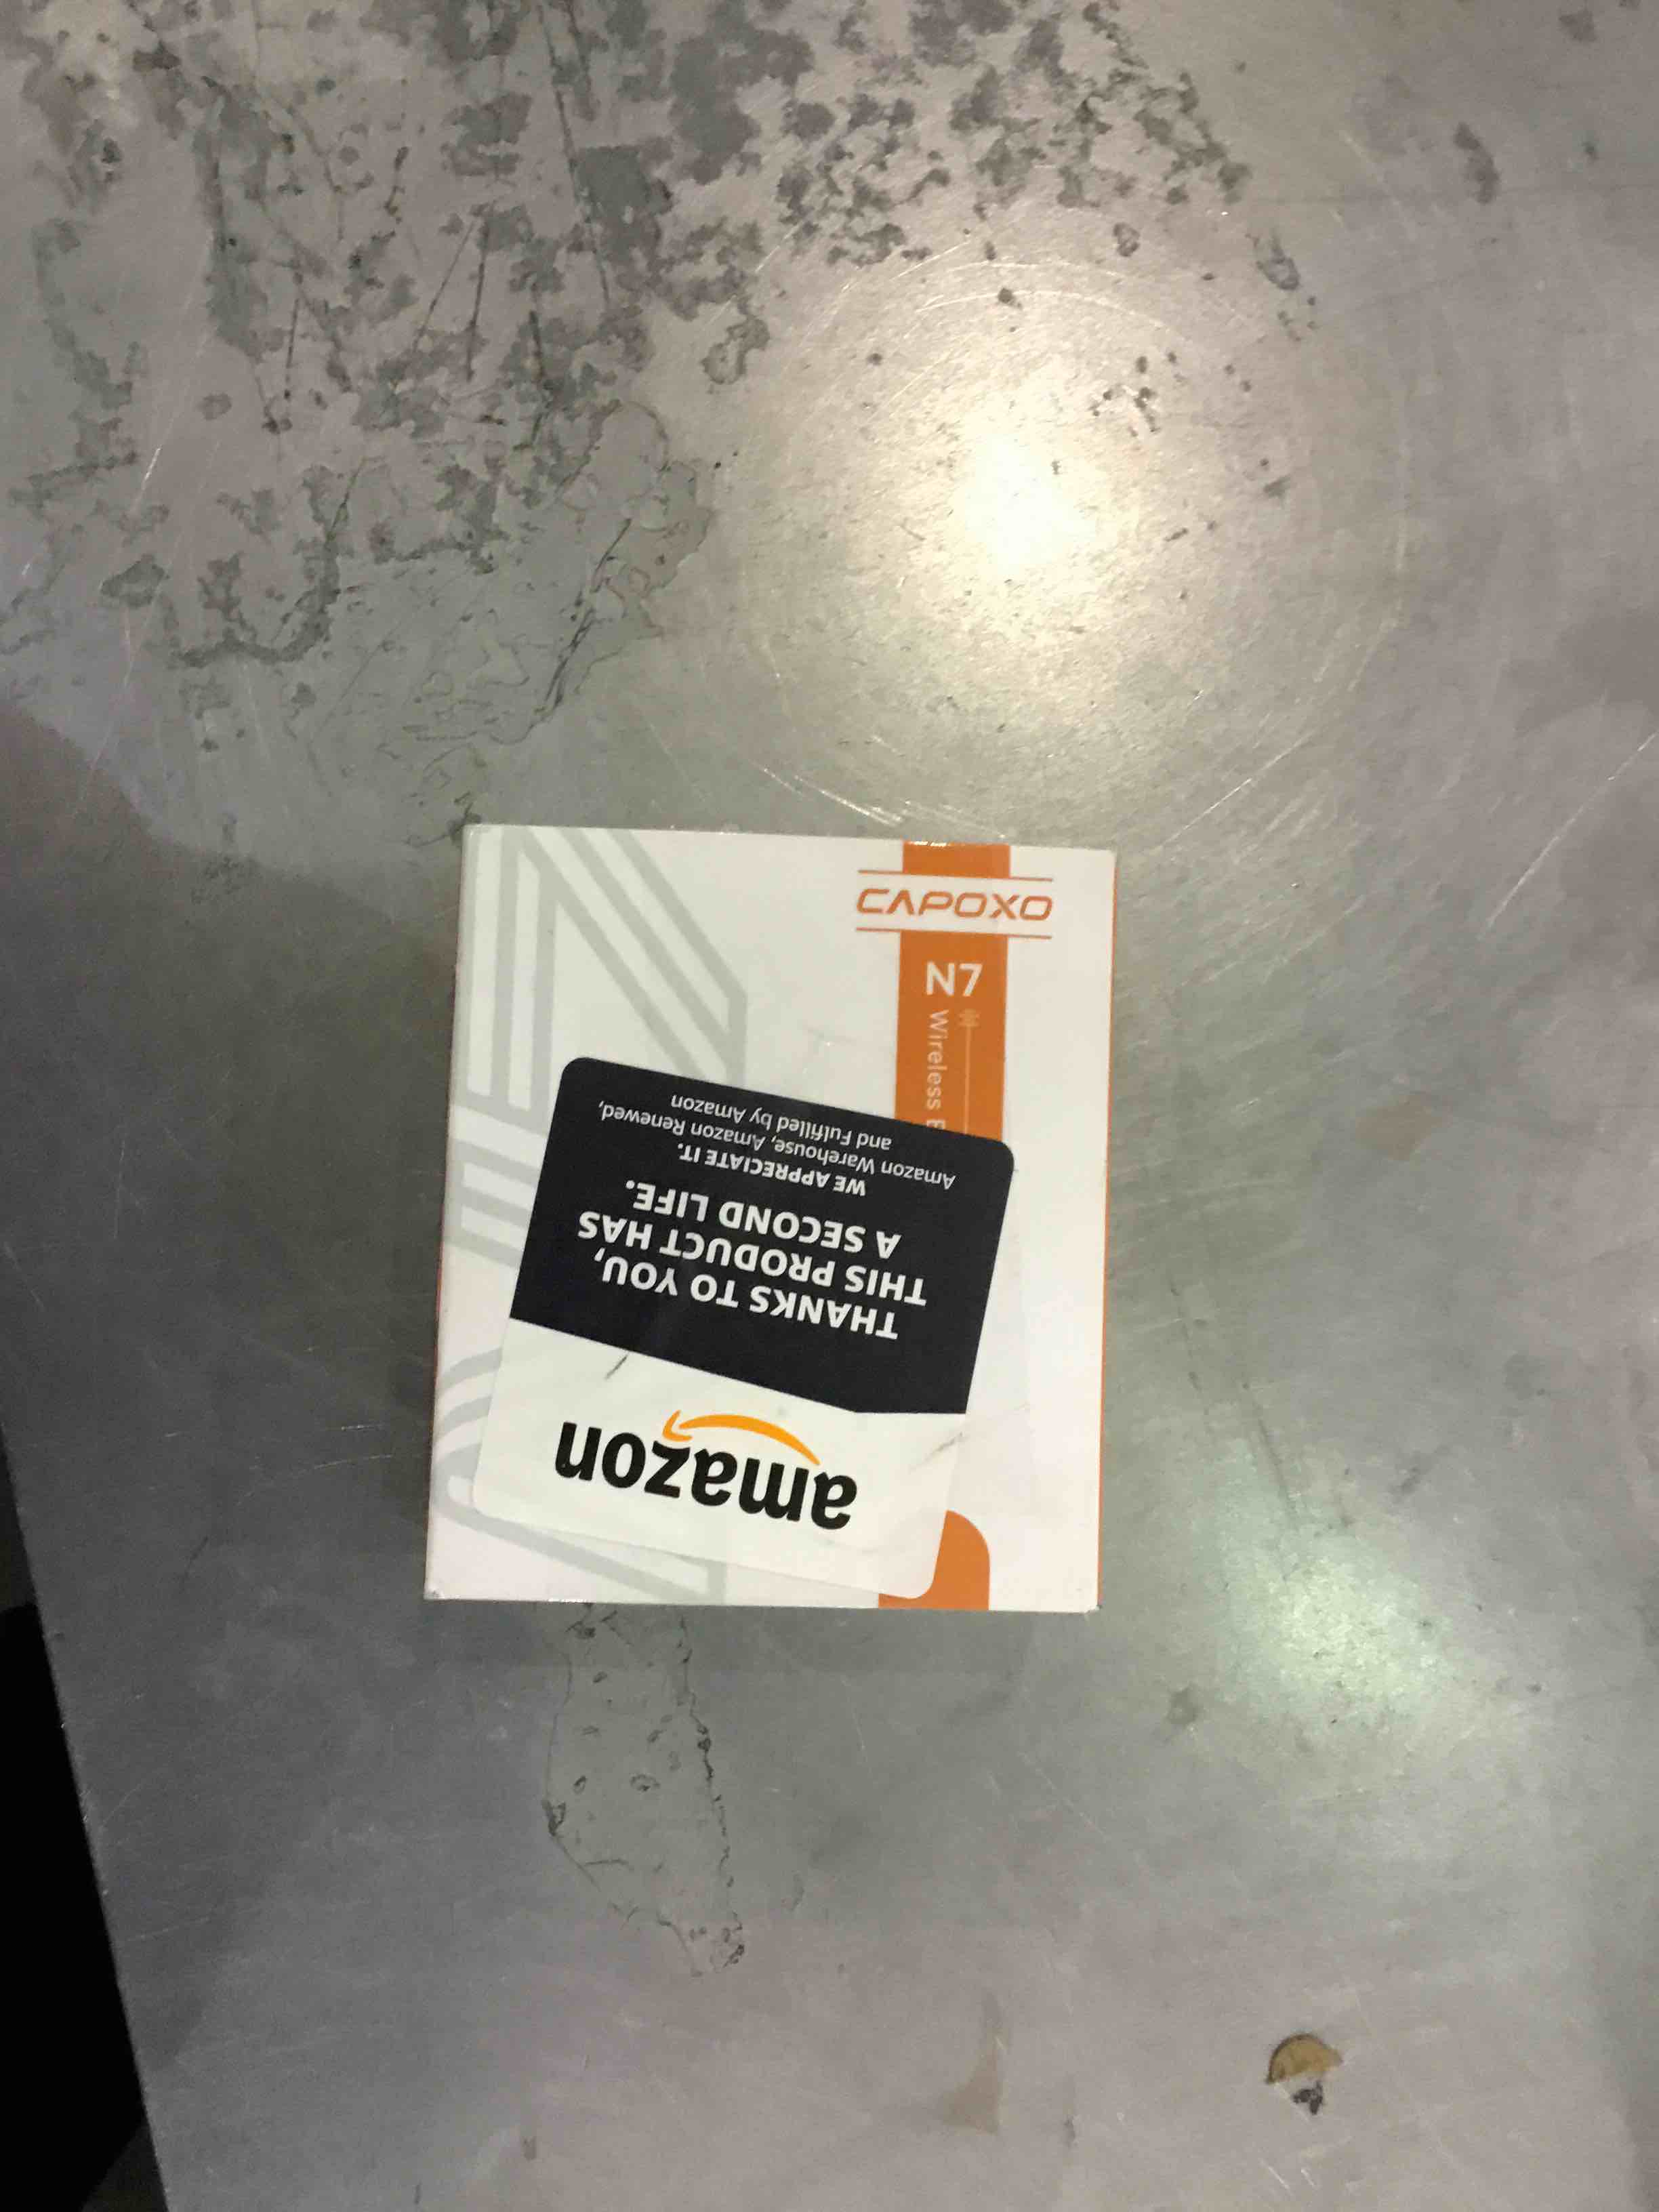 CAPOXO
N7
Wireless E
amazon
THANKS TO YOU,
THIS PRODUCT HAS
A SECOND LIFE.
WE APPRECIATE IT.
Amazon Warehouse, Amazon Renewed,
and Fulfilled by Amazon